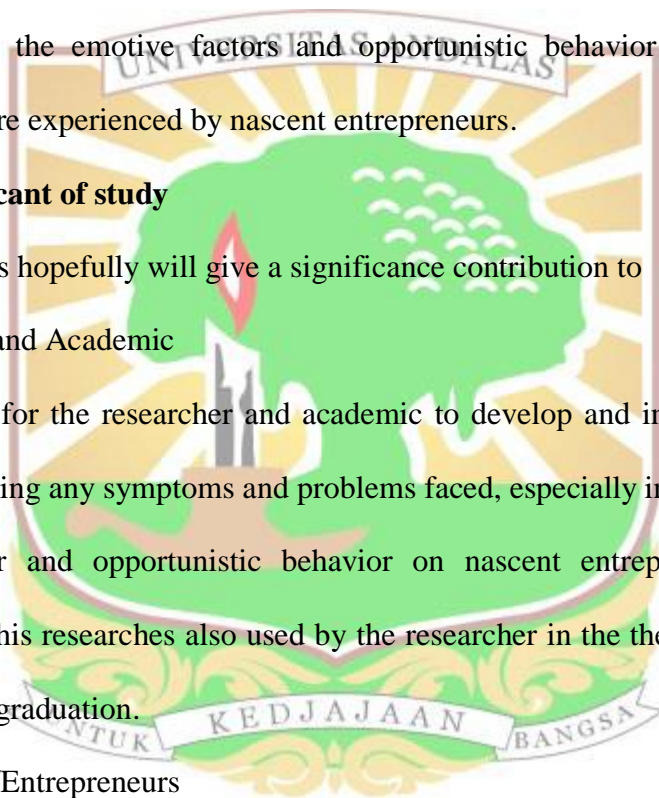 the emotive factors and opportunistic behavior
UNIVERSITAS ANDALAS
re experienced by nascent entrepreneurs.
cant of study
s hopefully will give a significance contribution to
and Academic
for the researcher and academic to develop and in
ing any symptoms and problems faced, especially in
r and opportunistic behavior on nascent entrep
his researches also used by the researcher in the the
graduation.
UNTUK KEDJAJAAN BANGSA
Entrepreneurs